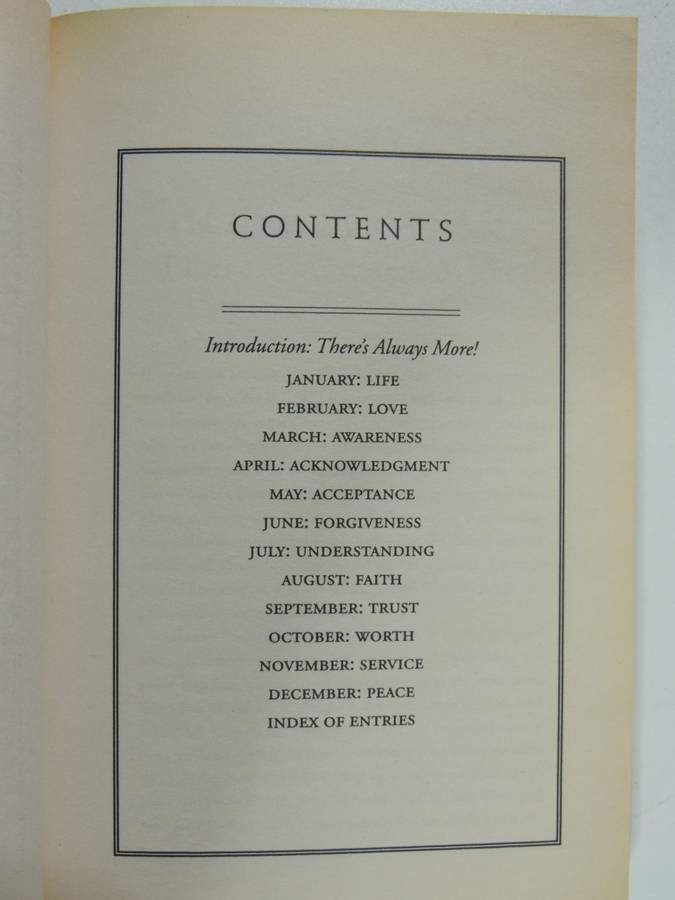 CONTENTS
Introduction: There's Always More!
JANUARY: LIFE
FEBRUARY: LOVE
MARCH: AWARENESS
APRIL: ACKNOWLEDGMENT
MAY: ACCEPTANCE
JUNE: FORGIVENESS
JULY: UNDERSTANDING
AUGUST: FAITH
SEPTEMBER: TRUST
OCTOBER: WORTH
NOVEMBER: SERVICE
DECEMBER: PEACE
INDEX OF ENTRIES